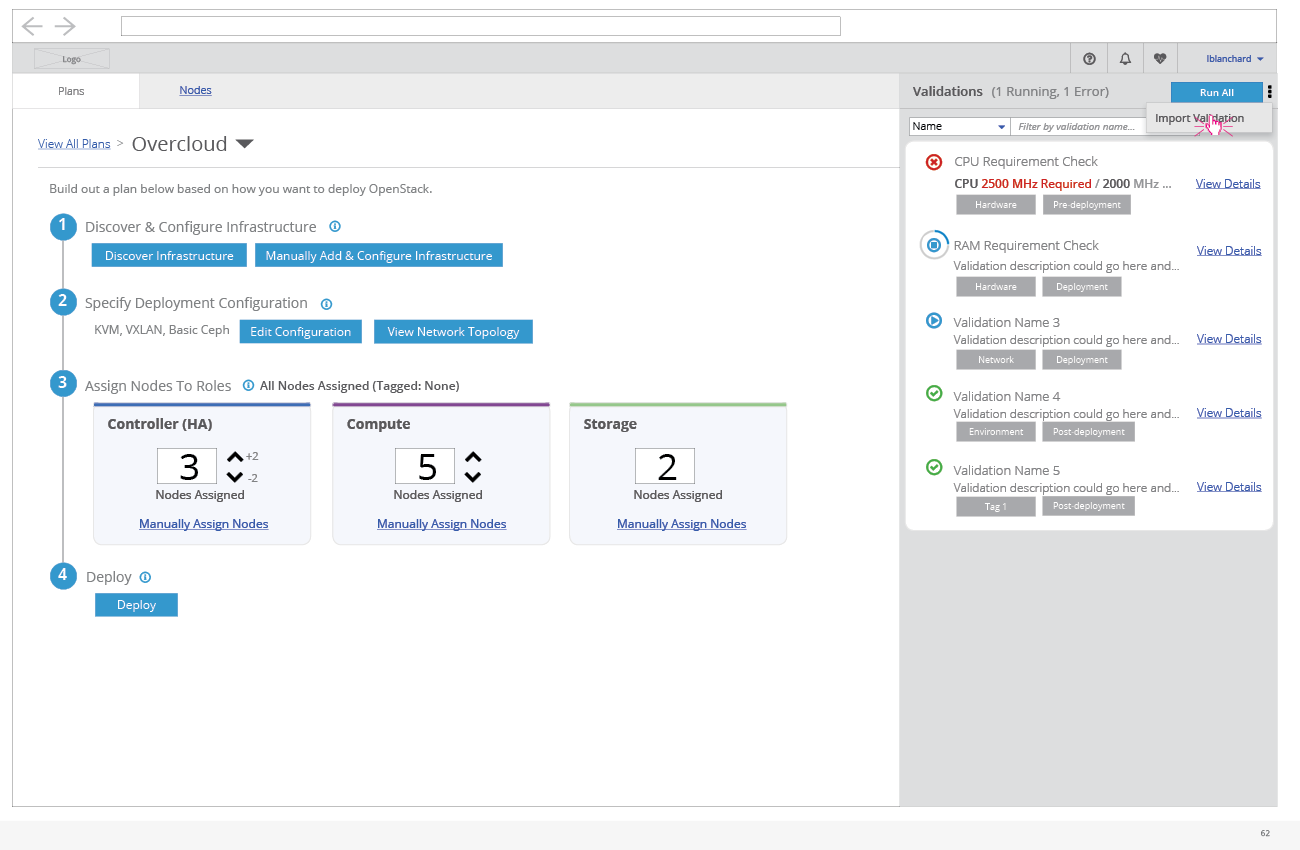 Logo
lblanchard
Plans
Nodes
Validations (1 Running, 1 Error)
Run All
Import Validation
Name
Filter by validation name...
View All Plans > Overcloud
Build out a plan below based on how you want to deploy OpenStack.
1 Discover & Configure Infrastructure
Discover Infrastructure
Manually Add & Configure Infrastructure
2 Specify Deployment Configuration
KVM, VXLAN, Basic Ceph
Edit Configuration
View Network Topology
3 Assign Nodes To Roles
All Nodes Assigned (Tagged: None)
Controller (HA)
3
+2
-2
Nodes Assigned
Manually Assign Nodes
Compute
5
Nodes Assigned
Manually Assign Nodes
Storage
2
Nodes Assigned
Manually Assign Nodes
4 Deploy
Deploy
CPU Requirement Check
CPU 2500 MHz Required / 2000 MHz ...
View Details
Hardware
Pre-deployment
RAM Requirement Check
View Details
Validation description could go here and...
Hardware
Deployment
Validation Name 3
Validation description could go here and...
View Details
Network
Deployment
Validation Name 4
Validation description could go here and...
View Details
Environment
Post-deployment
Validation Name 5
Validation description could go here and...
View Details
Tag 1
Post-deployment
62